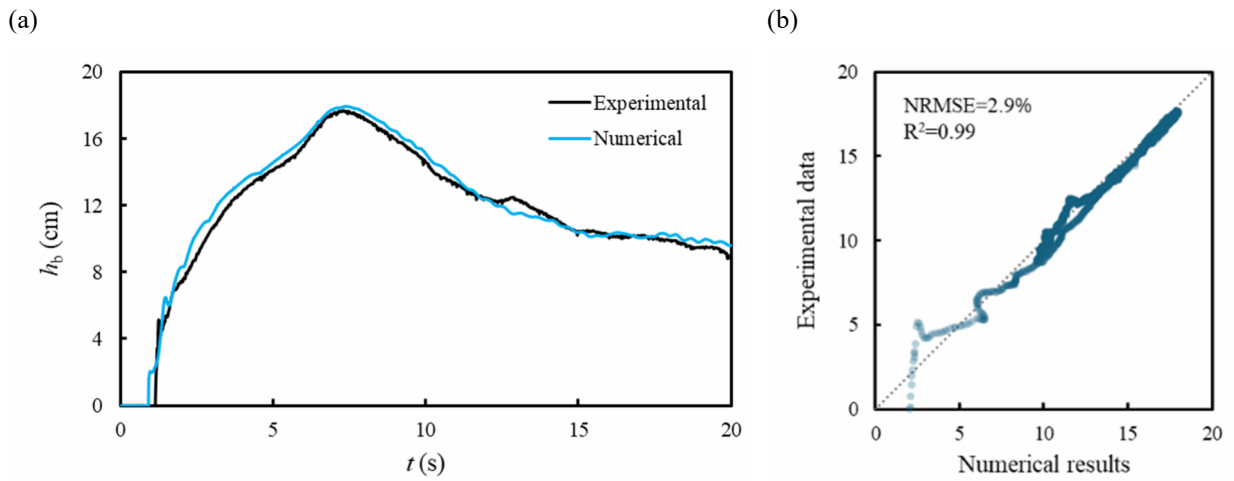 (a)
(b)
20
16
12
8
4
0
h_b (cm)
Experimental
Numerical
0
5
10
15
20
t (s)
20
15
10
5
0
Experimental data
NRMSE=2.9%
R²=0.99
0
5
10
15
20
Numerical results